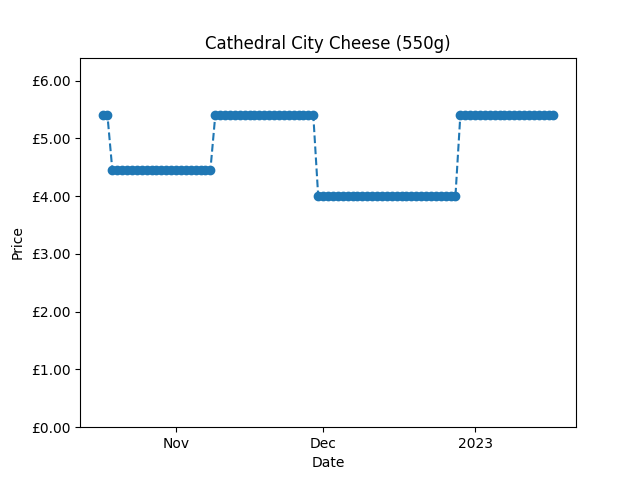 Cathedral City Cheese (550g)
£6.00
£5.00
£4.00
£3.00
£2.00
£1.00
£0.00
Price
Nov
Dec
2023
Date